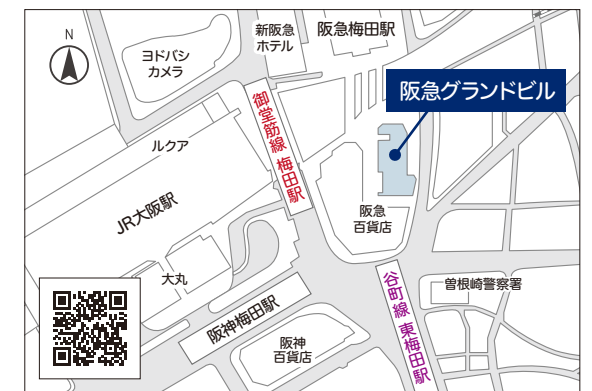 N
新阪急
ホテル
阪急梅田駅
ヨドバシ
カメラ
阪急グランドビル
御堂筋線 梅田駅
ルクア
JR大阪駅
阪急
百貨店
大丸
曽根崎警察署
谷町線 東梅田駅
阪神梅田駅
阪神
百貨店